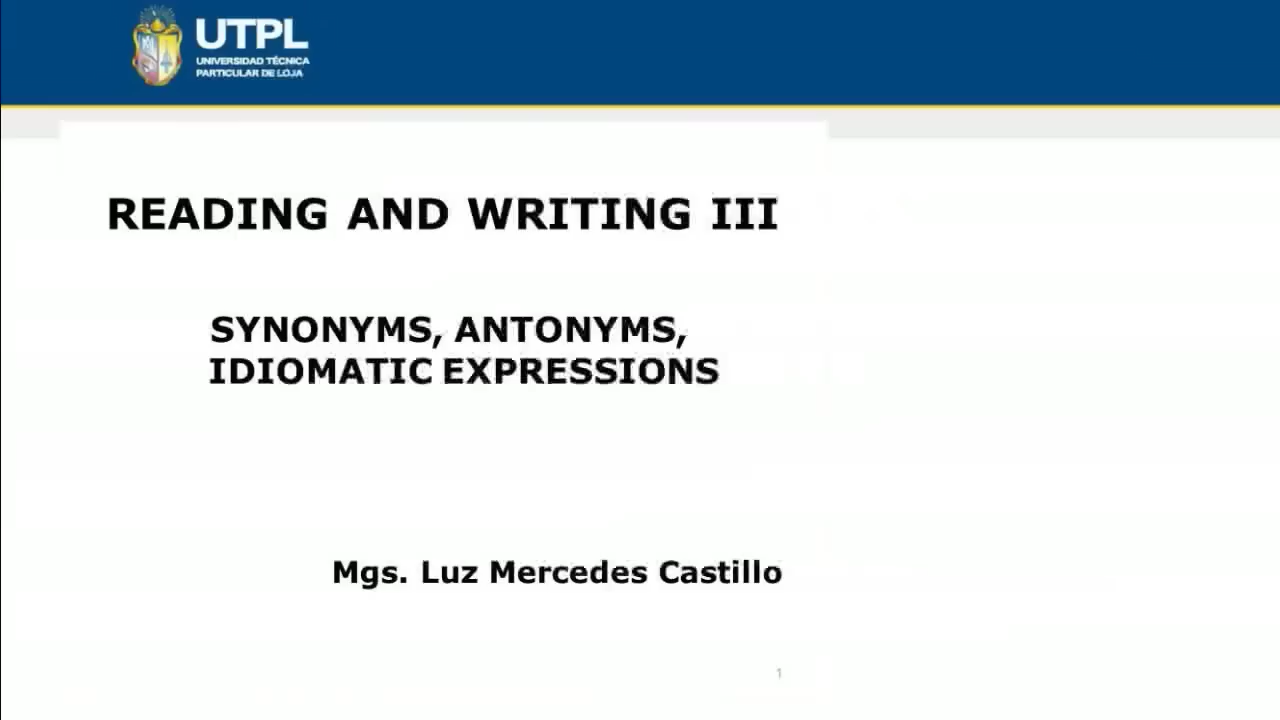 UTPL
UNIVERSIDAD TÉCNICA
PARTICULAR DE LOJA
READING AND WRITING III
SYNONYMS, ANTONYMS,
IDIOMATIC EXPRESSIONS
Mgs. Luz Mercedes Castillo
1